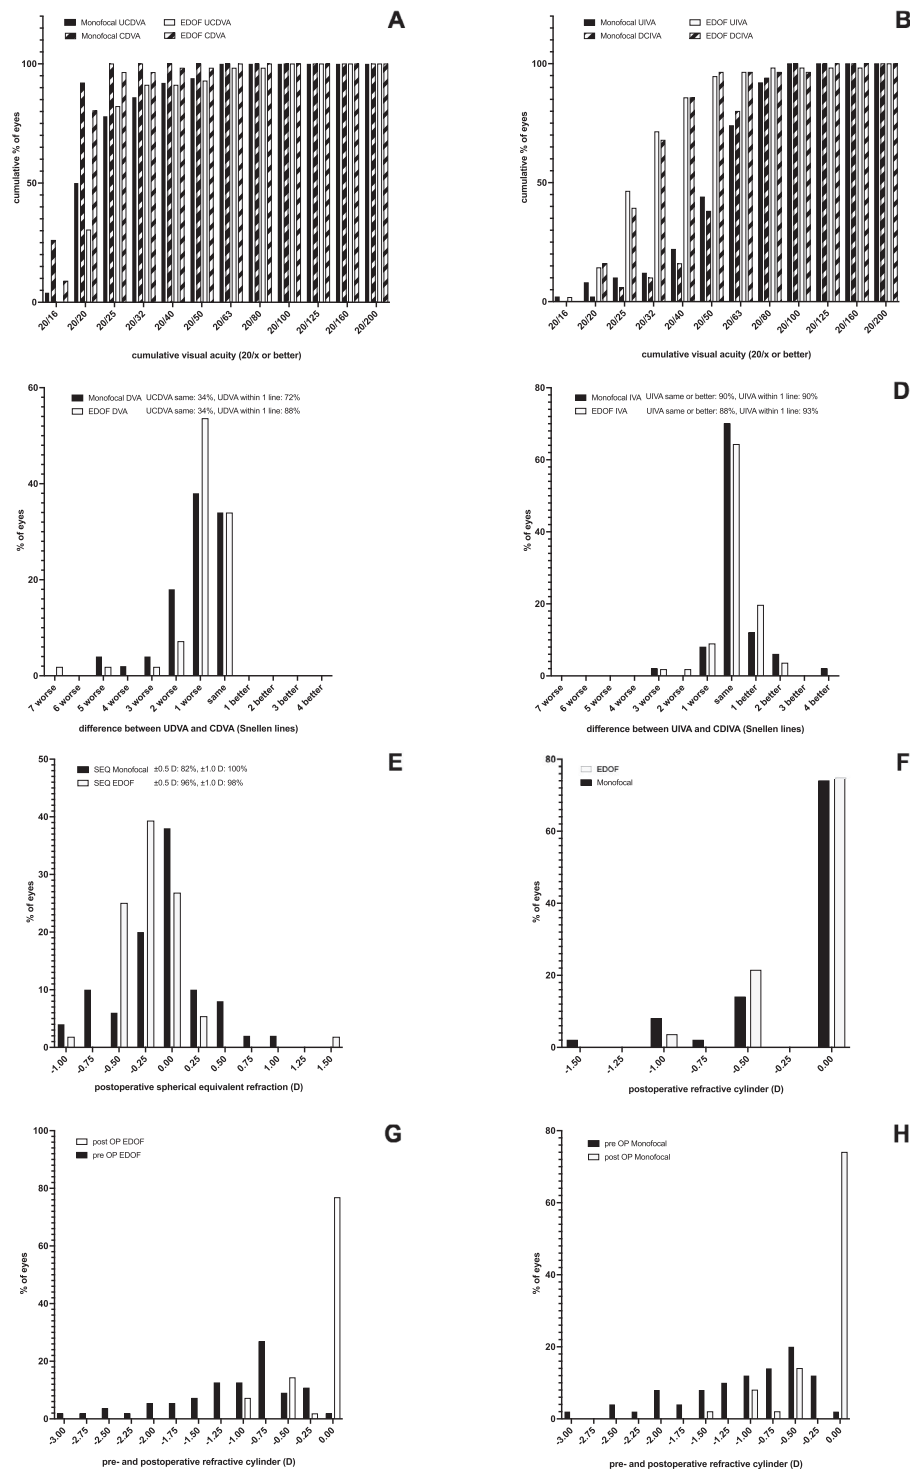 A
Monofocal UCDVA EDOF UCDVA
Monofocal CDVA EDOF CDVA
cumulative % of eyes
100
50
0
20/16 20/20 20/25 20/32 20/40 20/50 20/63 20/80 20/100 20/125 20/160 20/200
cumulative visual acuity (20/x or better)
B
Monofocal UIVA EDOF UIVA
Monofocal DCIVA EDOF DCIVA
cumulative % of eyes
100
50
0
20/16 20/20 20/25 20/32 20/40 20/50 20/63 20/80 20/100 20/125 20/160 20/200
cumulative visual acuity (20/x or better)
Monofocal DVA UCDVA same: 34%, UDVA within 1 line: 72%
EDOF DVA UCDVA same: 34%, UDVA within 1 line: 88%
% of eyes
60
40
20
0
7 worse 6 worse 5 worse 4 worse 3 worse 2 worse 1 worse same 1 better 2 better 3 better 4 better
difference between UDVA and CDVA (Snellen lines)
D
Monofocal IVA UIVA same or better: 90%, UIVA within 1 line: 90%
EDOF IVA UIVA same or better: 88%, UIVA within 1 line: 93%
% of eyes
80
60
40
20
0
7 worse 6 worse 5 worse 4 worse 3 worse 2 worse 1 worse same 1 better 2 better 3 better 4 better
difference between UIVA and CDIVA (Snellen lines)
E
SEQ Monofocal ±0.5 D: 82%, ±1.0 D: 100%
SEQ EDOF ±0.5 D: 96%, ±1.0 D: 98%
% of eyes
50
40
30
20
10
0
-1.00 -0.75 -0.50 -0.25 0.00 0.25 0.50 0.75 1.00 1.25 1.50
postoperative spherical equivalent refraction (D)
F
EDOF
Monofocal
% of eyes
80
60
40
20
0
-1.50 -1.25 -1.00 -0.75 -0.50 -0.25 0.00
postoperative refractive cylinder (D)
G
post OP EDOF
pre OP EDOF
% of eyes
100
80
60
40
20
0
-3.00 -2.75 -2.50 -2.25 -2.00 -1.75 -1.50 -1.25 -1.00 -0.75 -0.50 -0.25 0.00
pre- and postoperative refractive cylinder (D)
H
pre OP Monofocal
post OP Monofocal
% of eyes
80
60
40
20
0
-3.00 -2.75 -2.50 -2.25 -2.00 -1.75 -1.50 -1.25 -1.00 -0.75 -0.50 -0.25 0.00
pre- and postoperative refractive cylinder (D)